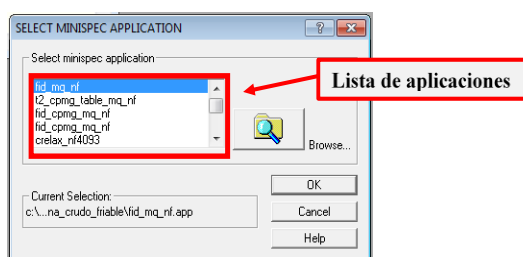 SELECT MINISPEC APPLICATION
Select minispec application
fid_mq_nf
t2_cpmg_table_mq_nf
fid_cpmg_mq_nf
fid_cpmg_mq_nf
crelax_nf4093
Browse...
Lista de aplicaciones
Current Selection:
c:\...na_crudo_friable\fid_mq_nf.app
OK
Cancel
Help